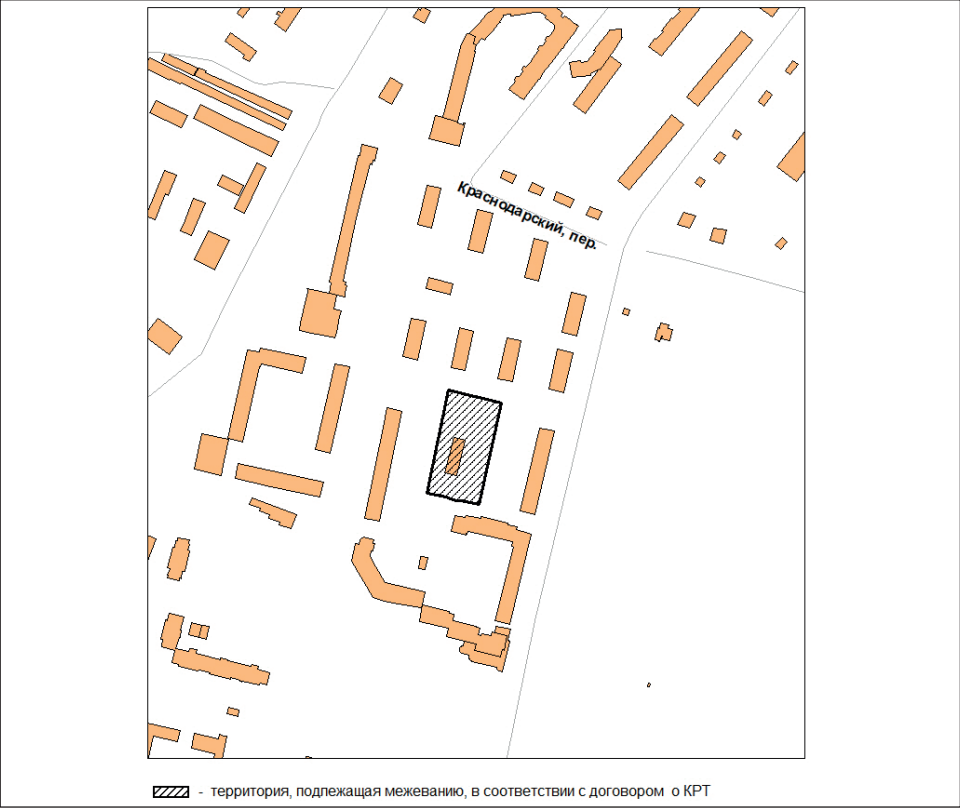 Краснодарский, пер.
- территория, подлежащая межеванию, в соответствии с договором о КРТ